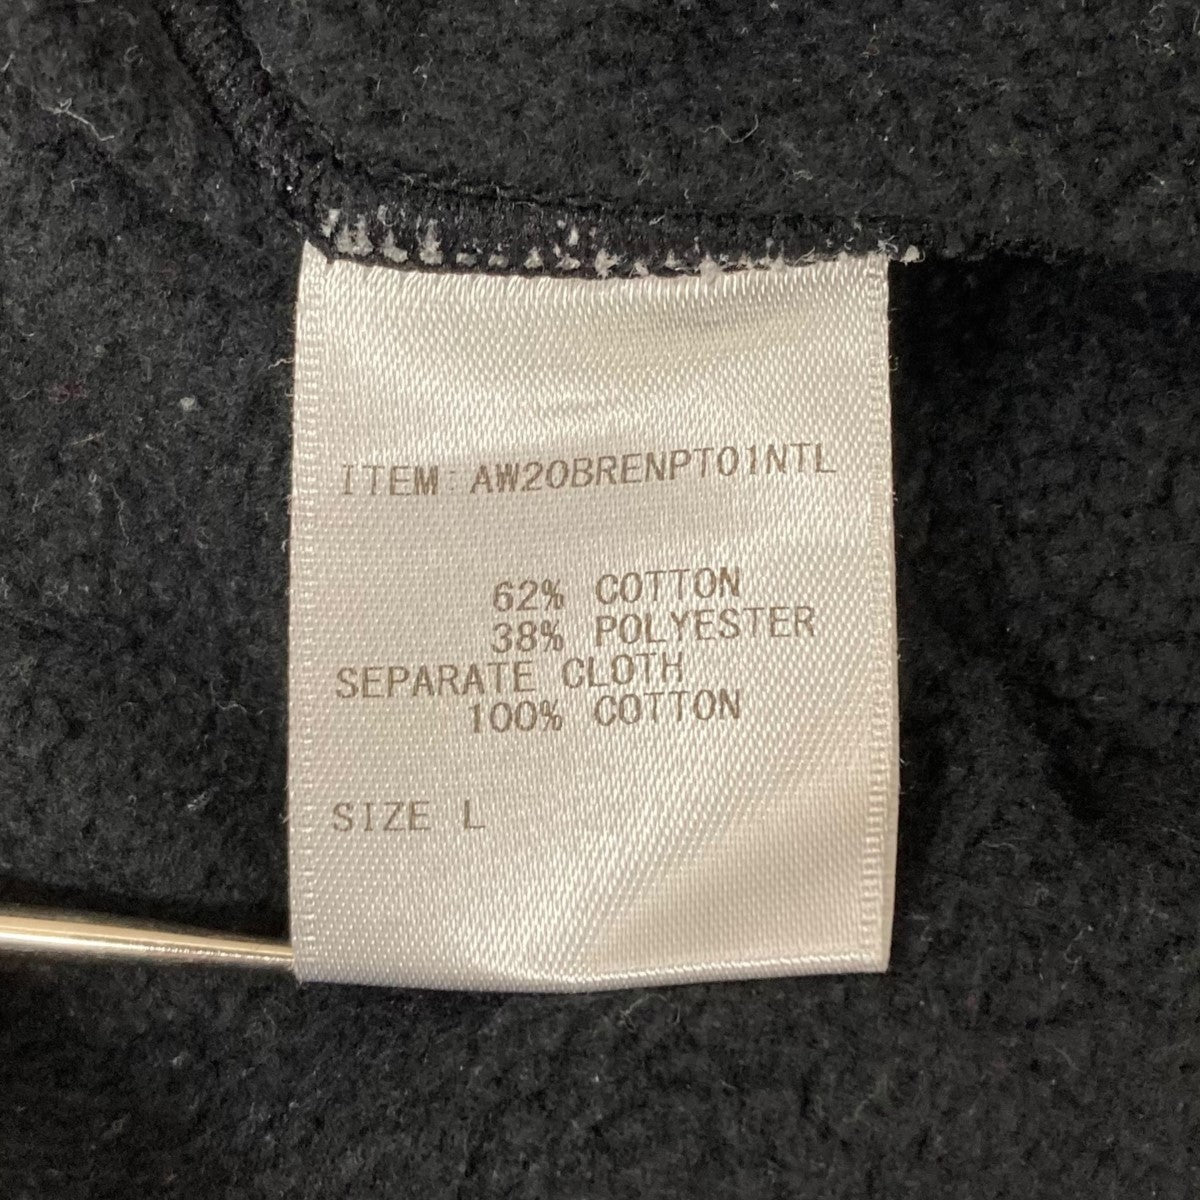 ITEM: AW20BRENPT01NTL
62% COTTON
38% POLYESTER
SEPARATE CLOTH
100% COTTON
SIZE L